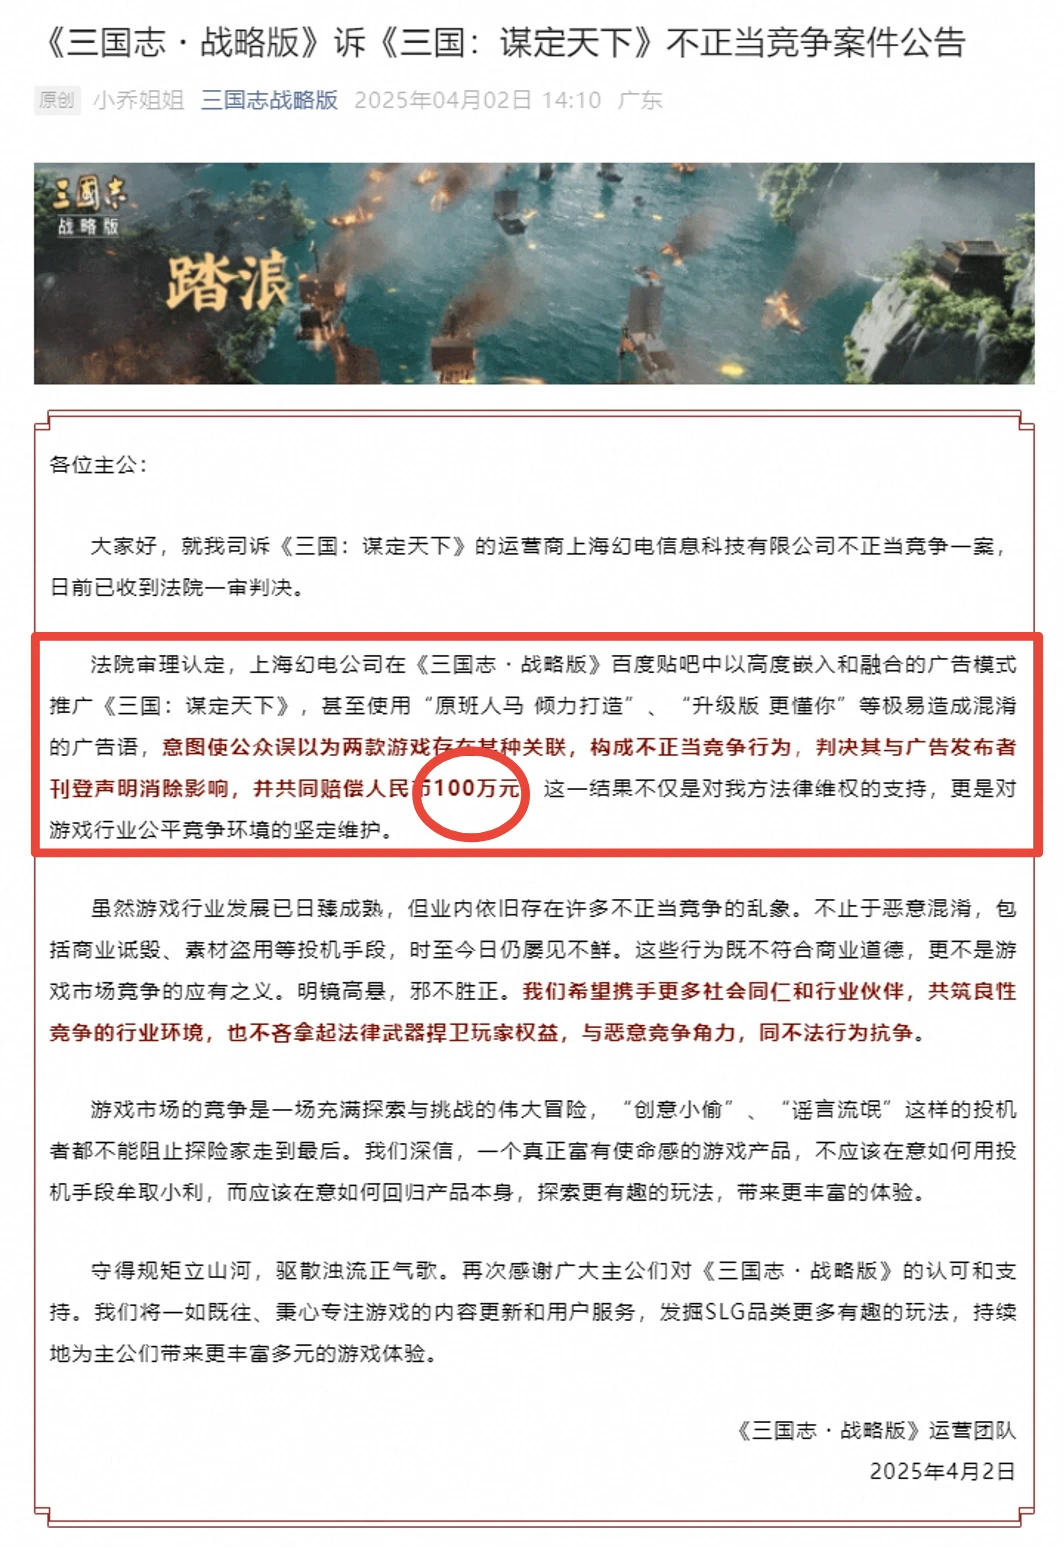 《三国志·战略版》诉《三国：谋定天下》不正当竞争案件公告
原创 小乔姐姐 三国志战略版 2025年04月02日 14:10 广东
三國志
战略版
踏浪
各位主公：
大家好，就我司诉《三国：谋定天下》的运营商上海幻电信息科技有限公司不正当竞争一案，
日前已收到法院一审判决。
法院审理认定，上海幻电公司在《三国志·战略版》百度贴吧中以高度嵌入和融合的广告模式
推广《三国：谋定天下》，甚至使用“原班人马 倾力打造”、“升级版 更懂你”等极易造成混淆
的广告语，意图使公众误以为两款游戏存在某种关联，构成不正当竞争行为，判决其与广告发布者
刊登声明消除影响，并共同赔偿人民币100万元 这一结果不仅是对我方法律维权的支持，更是对
游戏行业公平竞争环境的坚定维护。
虽然游戏行业发展已日臻成熟，但业内依旧存在许多不正当竞争的乱象。不止于恶意混淆，包
括商业诋毁、素材盗用等投机手段，时至今日仍屡见不鲜。这些行为既不符合商业道德，更不是游
戏市场竞争的应有之义。明镜高悬，邪不胜正。我们希望携手更多社会同仁和行业伙伴，共筑良性
竞争的行业环境，也不吝拿起法律武器捍卫玩家权益，与恶意竞争角力，同不法行为抗争。
游戏市场的竞争是一场充满探索与挑战的伟大冒险，“创意小偷”、“谣言流氓”这样的投机
者都不能阻止探险家走到最后。我们深信，一个真正富有使命感的游戏产品，不应该在意如何用投
机手段牟取小利，而应该在意如何回归产品本身，探索更有趣的玩法，带来更丰富的体验。
守得规矩立山河，驱散浊流正气歌。再次感谢广大主公们对《三国志·战略版》的认可和支
持。我们将一如既往、秉心专注游戏的内容更新和用户服务，发掘SLG品类更多有趣的玩法，持续
地为主公们带来更丰富多元的游戏体验。
《三国志·战略版》运营团队
2025年4月2日